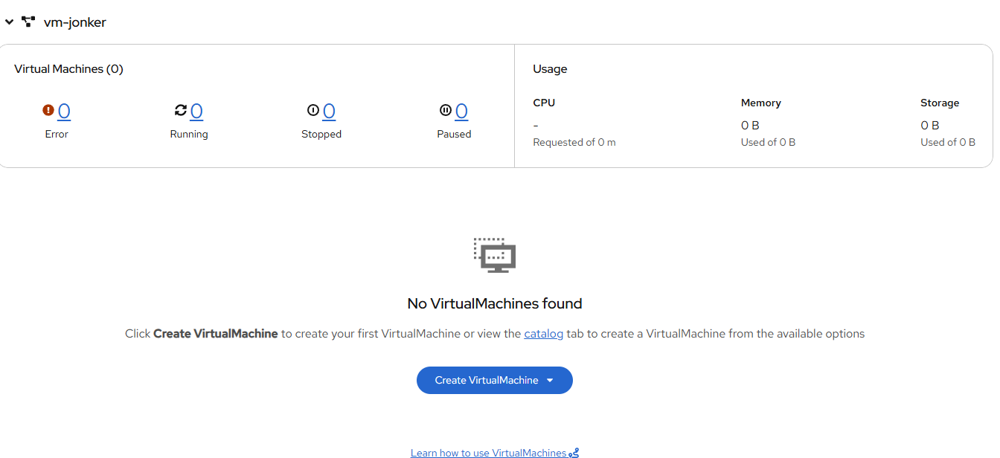 vm-jonker
Virtual Machines (0)
Usage
0
0
0
0
Error
Running
Stopped
Paused
CPU
Memory
Storage
-
0 B
0 B
Requested of 0 m
Used of 0 B
Used of 0 B
No VirtualMachines found
Click Create VirtualMachine to create your first VirtualMachine or view the catalog tab to create a VirtualMachine from the available options
Create VirtualMachine
Learn how to use VirtualMachines